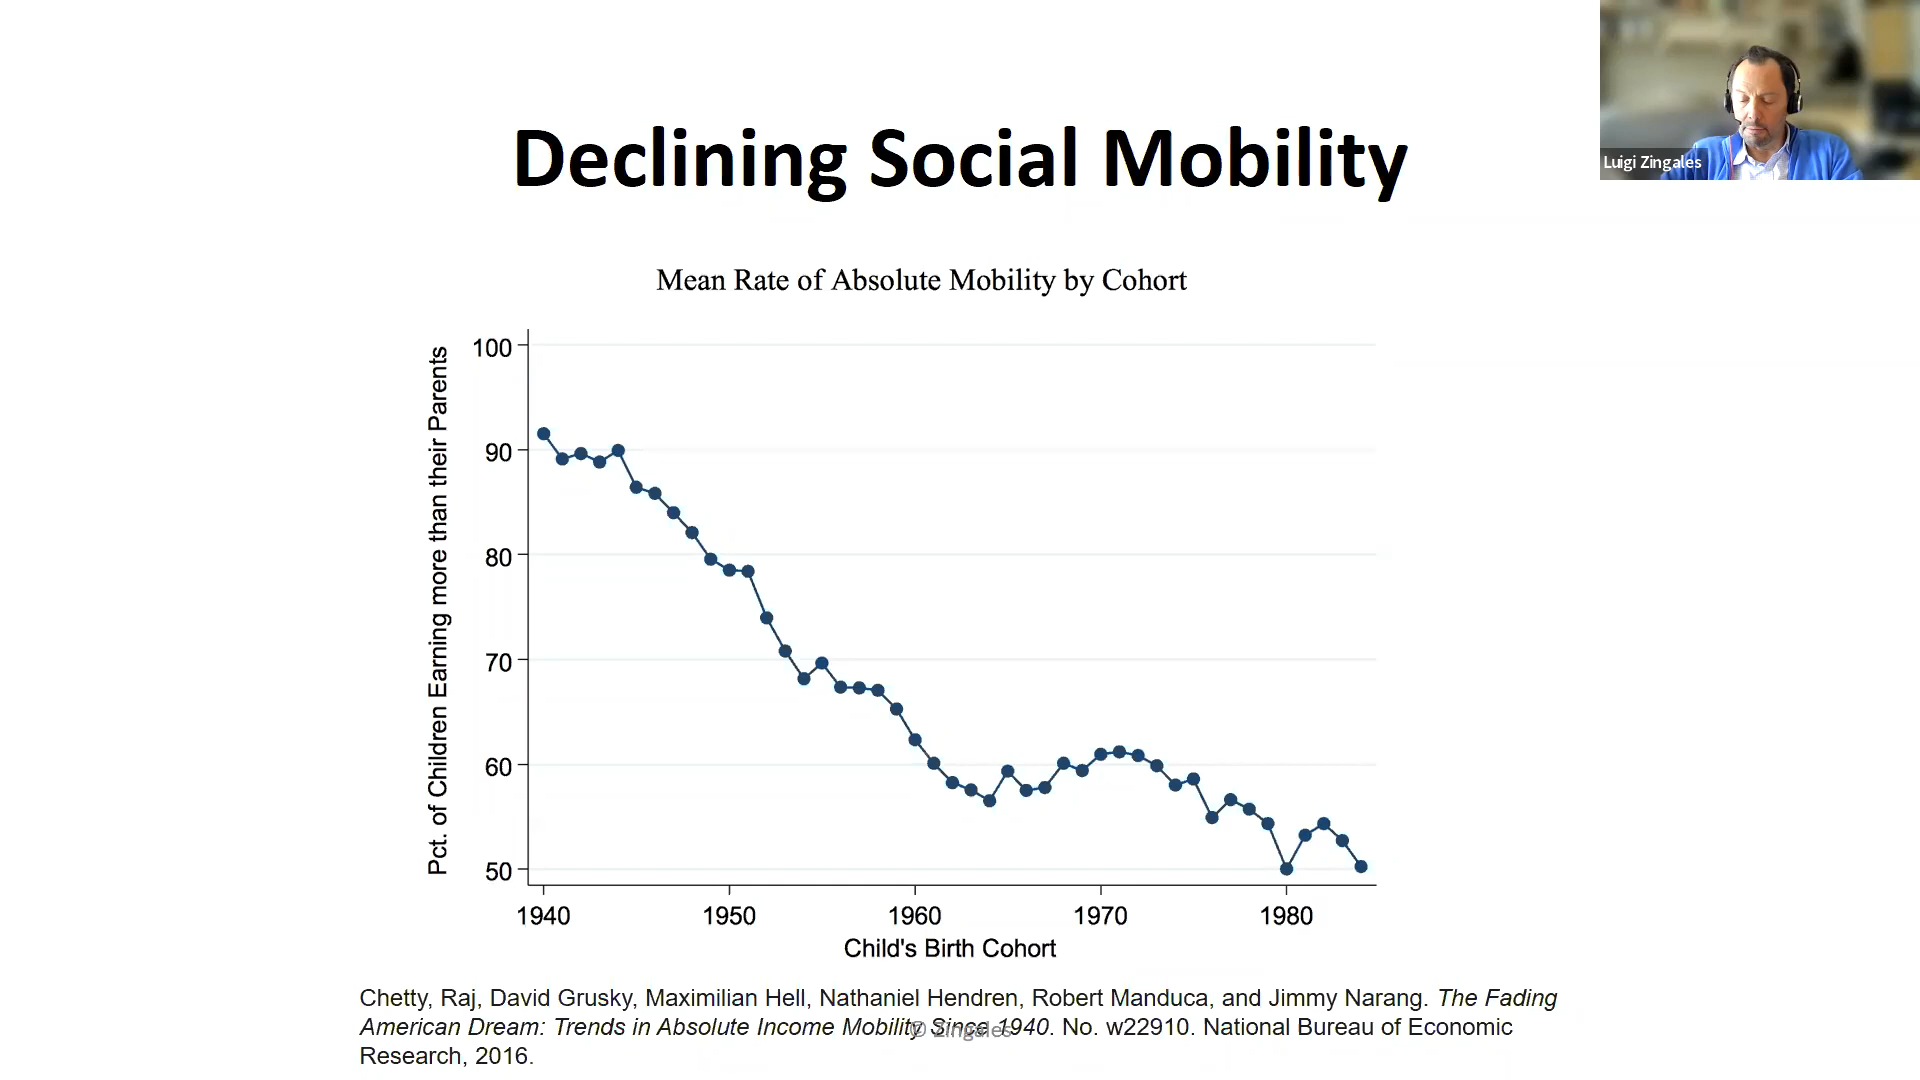 Declining Social Mobility
Luigi Zingales
Mean Rate of Absolute Mobility by Cohort
Pct. of Children Earning more than their Parents
100
90
80
70
60
50
1940 1950 1960 1970 1980
Child's Birth Cohort
Chetty, Raj, David Grusky, Maximilian Hell, Nathaniel Hendren, Robert Manduca, and Jimmy Narang. The Fading
American Dream: Trends in Absolute Income Mobility Since 1940. No. w22910. National Bureau of Economic
Research, 2016.
© Zingales